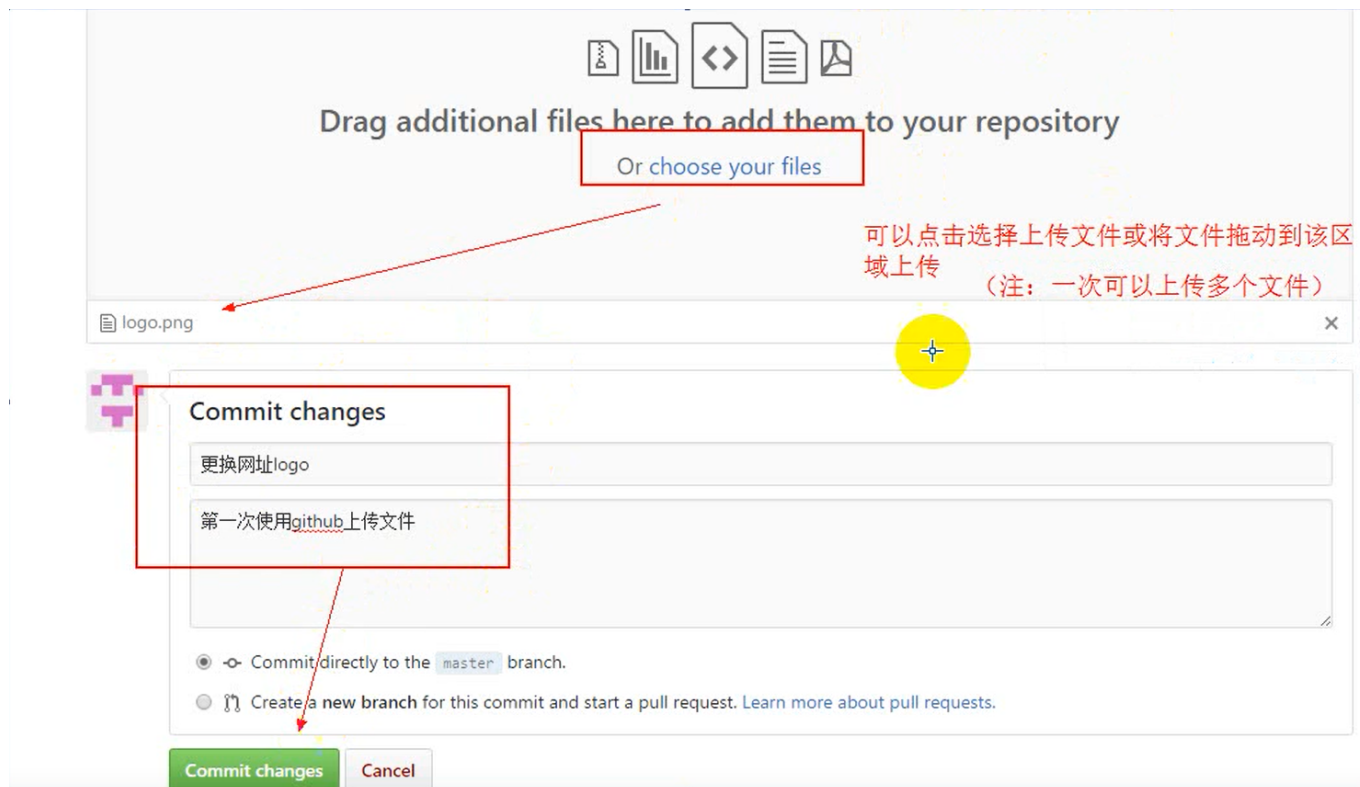 Drag additional files here to add them to your repository
Or choose your files
可以点击选择上传文件或将文件拖动到该区
域上传
（注：一次可以上传多个文件）
logo.png
Commit changes
更换网址logo
第一次使用github上传文件
Commit directly to the master branch.
Create a new branch for this commit and start a pull request. Learn more about pull requests.
Commit changes Cancel